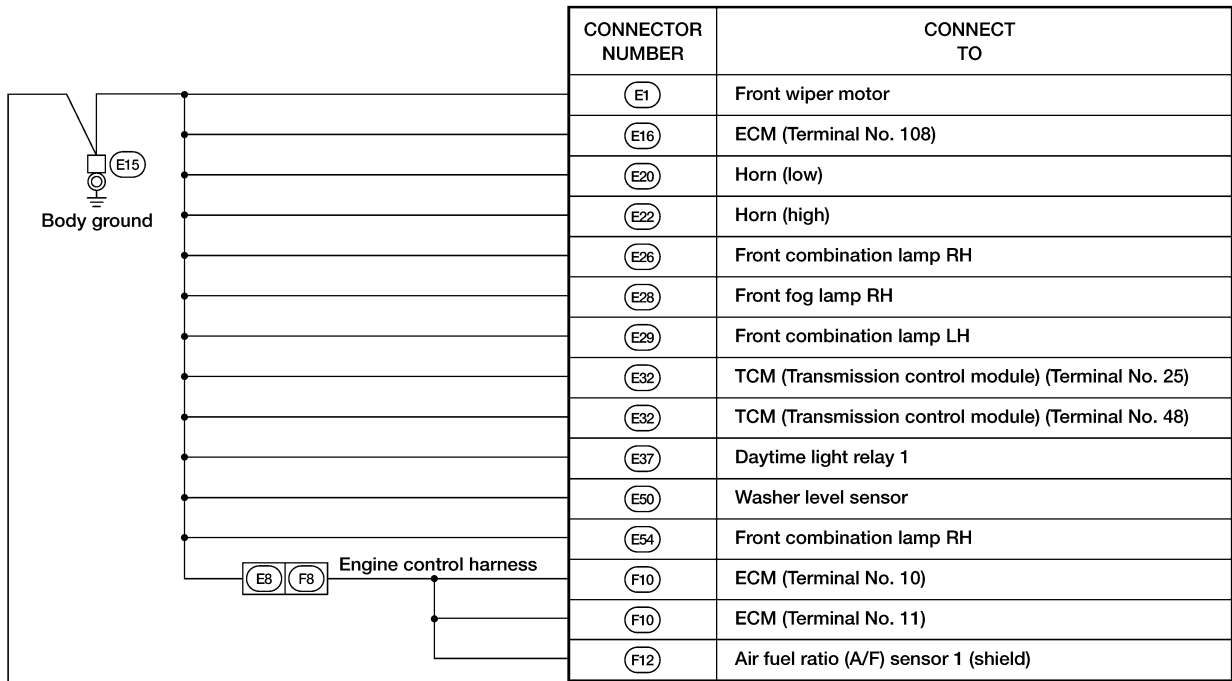 CONNECTOR NUMBER CONNECT TO
E1 Front wiper motor
E16 ECM (Terminal No. 108)
E15
E20 Horn (low)
Body ground
E22 Horn (high)
E26 Front combination lamp RH
E28 Front fog lamp RH
E29 Front combination lamp LH
E32 TCM (Transmission control module) (Terminal No. 25)
E32 TCM (Transmission control module) (Terminal No. 48)
E37 Daytime light relay 1
E50 Washer level sensor
E54 Front combination lamp RH
E8 F8 Engine control harness F10 ECM (Terminal No. 10)
F10 ECM (Terminal No. 11)
F12 Air fuel ratio (A/F) sensor 1 (shield)